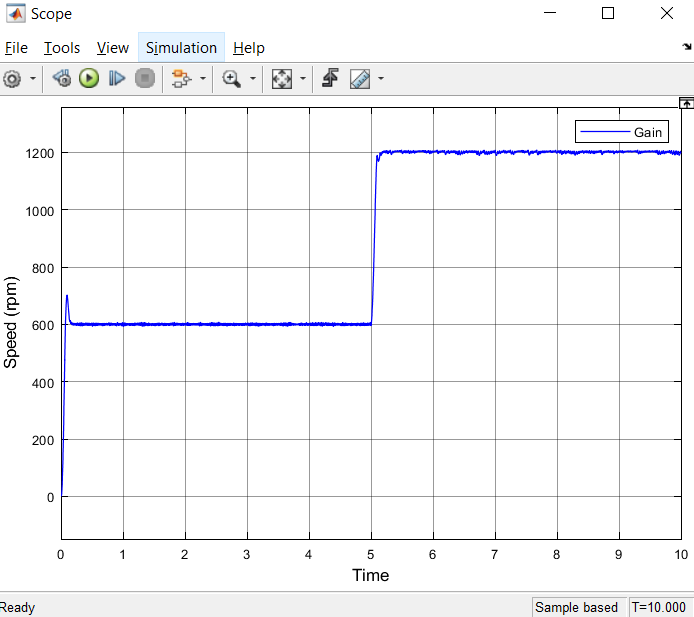 Scope
File Tools View Simulation Help
Gain
1200
1000
800
600
400
200
0
Speed (rpm)
0 1 2 3 4 5 6 7 8 9 10
Time
Ready
Sample based
T=10.000